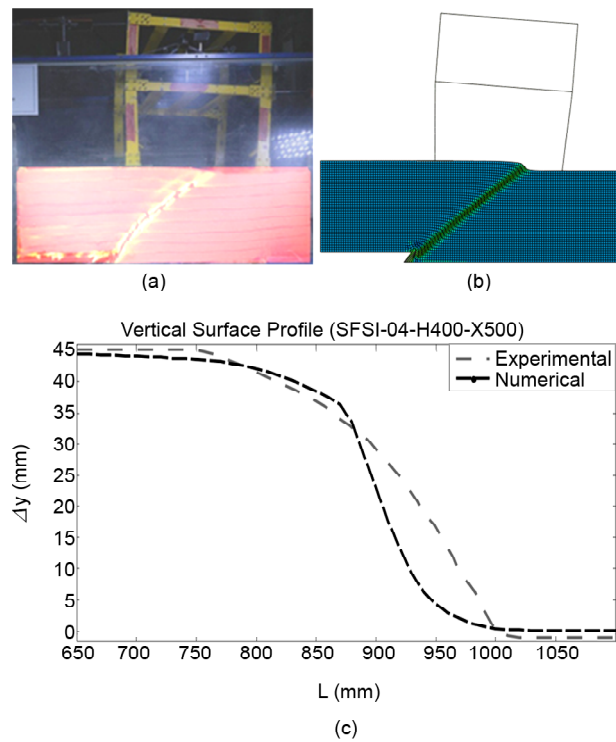 (a)
(b)
Vertical Surface Profile (SFSI-04-H400-X500)
Experimental
Numerical
45
40
35
30
25
20
15
10
5
0
Δy (mm)
650 700 750 800 850 900 950 1000 1050
L (mm)
(c)